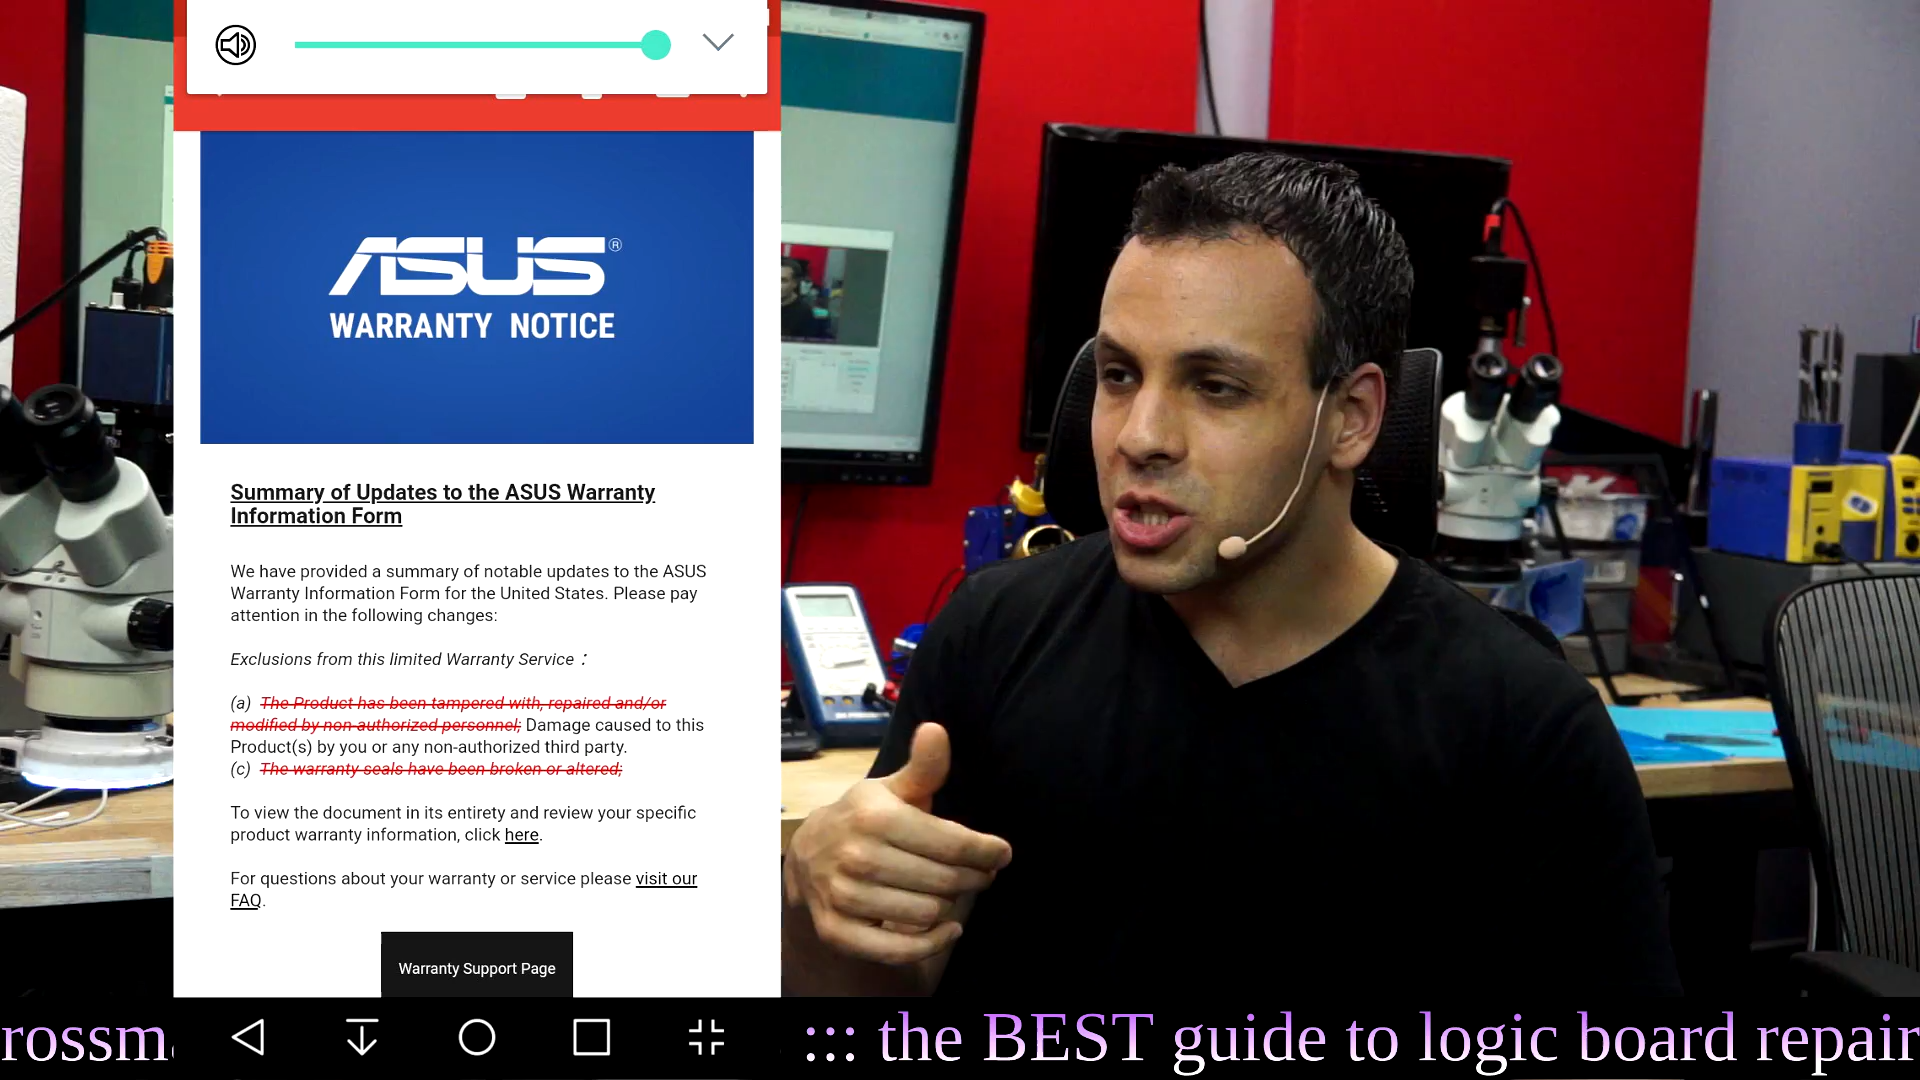 ASUS®
WARRANTY NOTICE
Summary of Updates to the ASUS Warranty
Information Form
We have provided a summary of notable updates to the ASUS
Warranty Information Form for the United States. Please pay
attention in the following changes:
Exclusions from this limited Warranty Service：
(a) The Product has been tampered with, repaired and/or
modified by non-authorized personnel; Damage caused to this
Product(s) by you or any non-authorized third party.
(c) The warranty seals have been broken or altered;
To view the document in its entirety and review your specific
product warranty information, click here.
For questions about your warranty or service please visit our
FAQ.
Warranty Support Page
rossma ::: the BEST guide to logic board repair